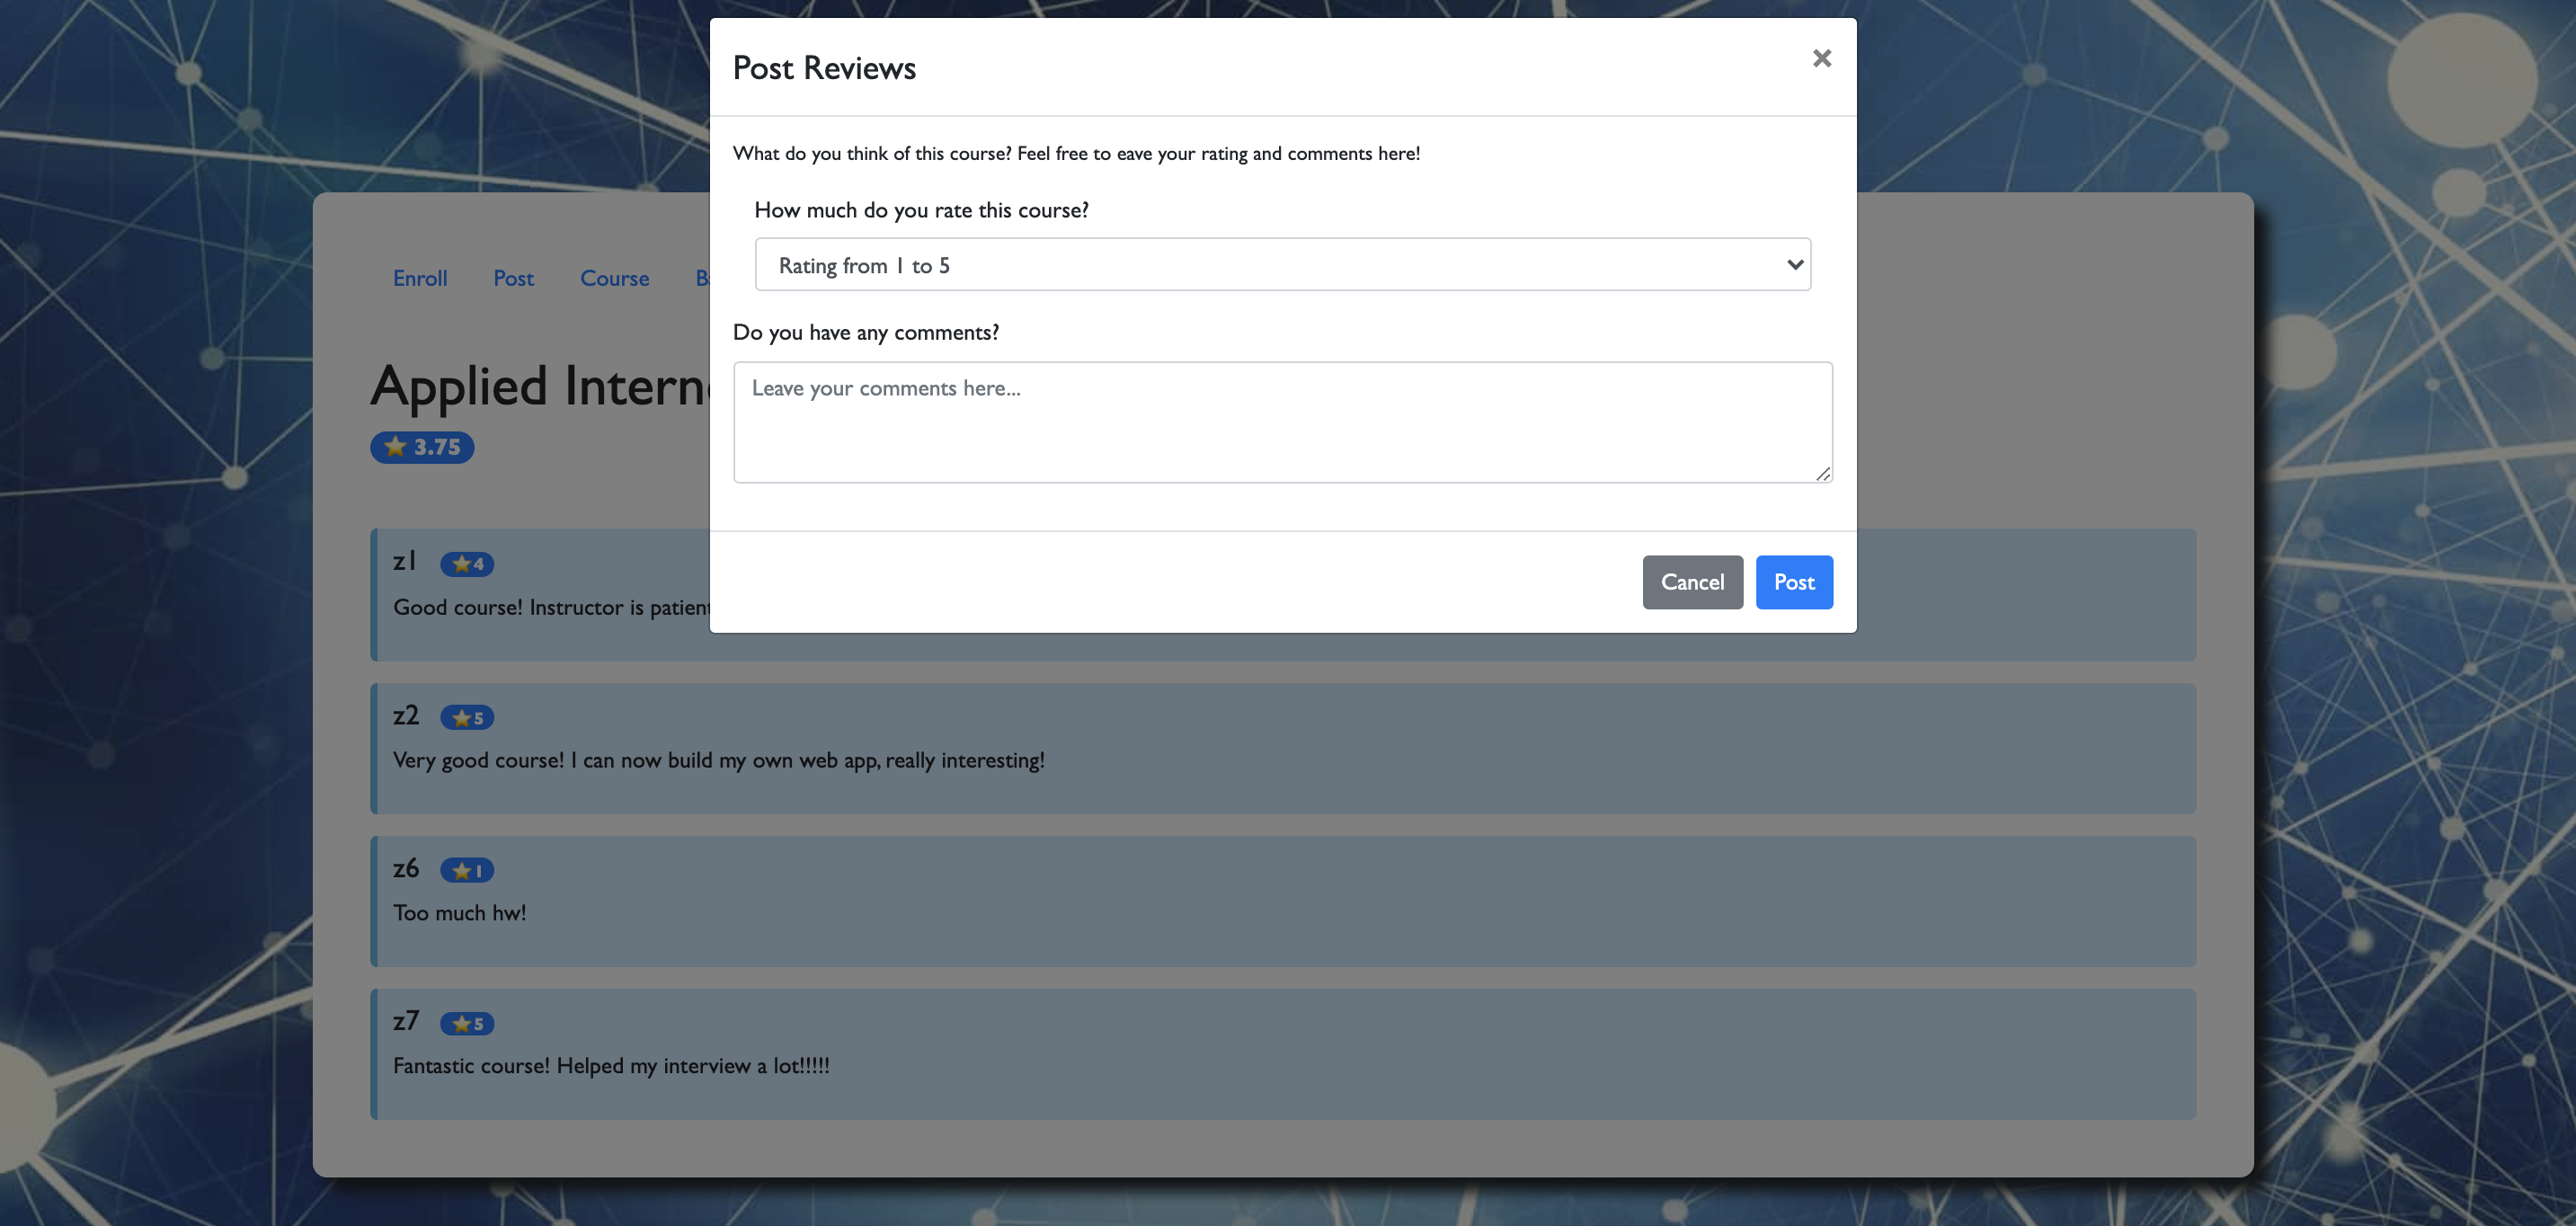 Post Reviews
What do you think of this course? Feel free to eave your rating and comments here!
How much do you rate this course?
Rating from 1 to 5
Do you have any comments?
Leave your comments here...
Cancel Post
Enroll Post Course
Applied
3.75
z1 4
Good course! Instructor is patient
z2 5
Very good course! I can now build my own web app, really interesting!
z6 1
Too much hw!
z7 5
Fantastic course! Helped my interview a lot!!!!!